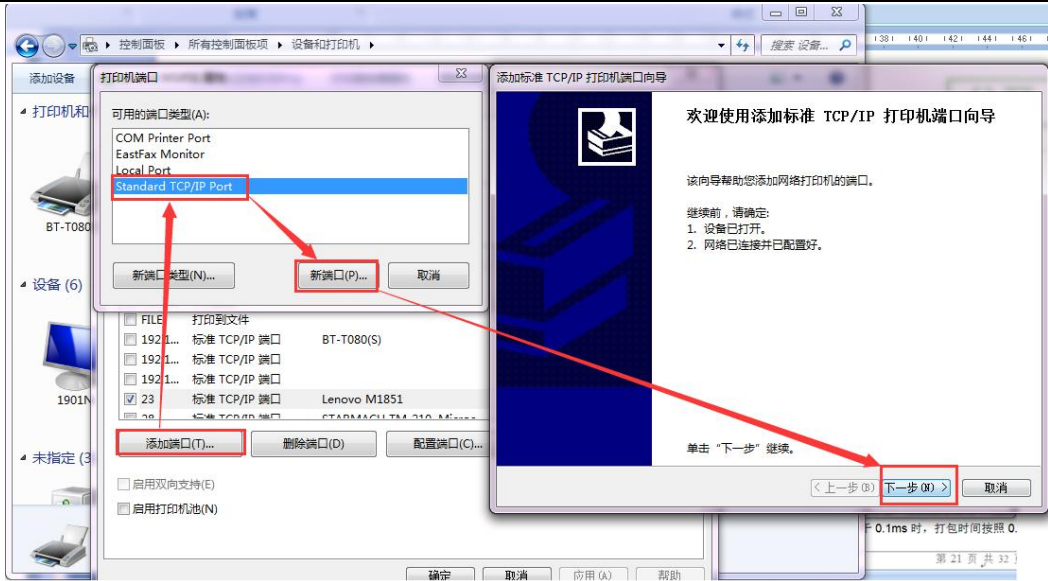 控制面板 ▸ 所有控制面板项 ▸ 设备和打印机 ▸
搜索 设备...
38 40 42 44 46
添加设备
打印机和
BT-T080
设备 (6)
1901N
未指定 (3
打印机端口
可用的端口类型(A):
COM Printer Port
EastFax Monitor
Local Port
Standard TCP/IP Port
新端口类型(N)...
新端口(P)...
取消
FILE 打印到文件
192.1... 标准 TCP/IP 端口 BT-T080(S)
192.1... 标准 TCP/IP 端口
192.1... 标准 TCP/IP 端口
23 标准 TCP/IP 端口 Lenovo M1851
添加端口(T)...
删除端口(D)
配置端口(C)...
启用双向支持(E)
启用打印机池(N)
确定
取消
应用(A)
帮助
添加标准 TCP/IP 打印机端口向导
欢迎使用添加标准 TCP/IP 打印机端口向导
该向导帮助您添加网络打印机的端口。
继续前，请确定:
1. 设备已打开。
2. 网络已连接并已配置好。
单击“下一步”继续。
< 上一步(B)
下一步(N) >
取消
于 0.1ms 时，打包时间按照 0.
第 21 页 共 32